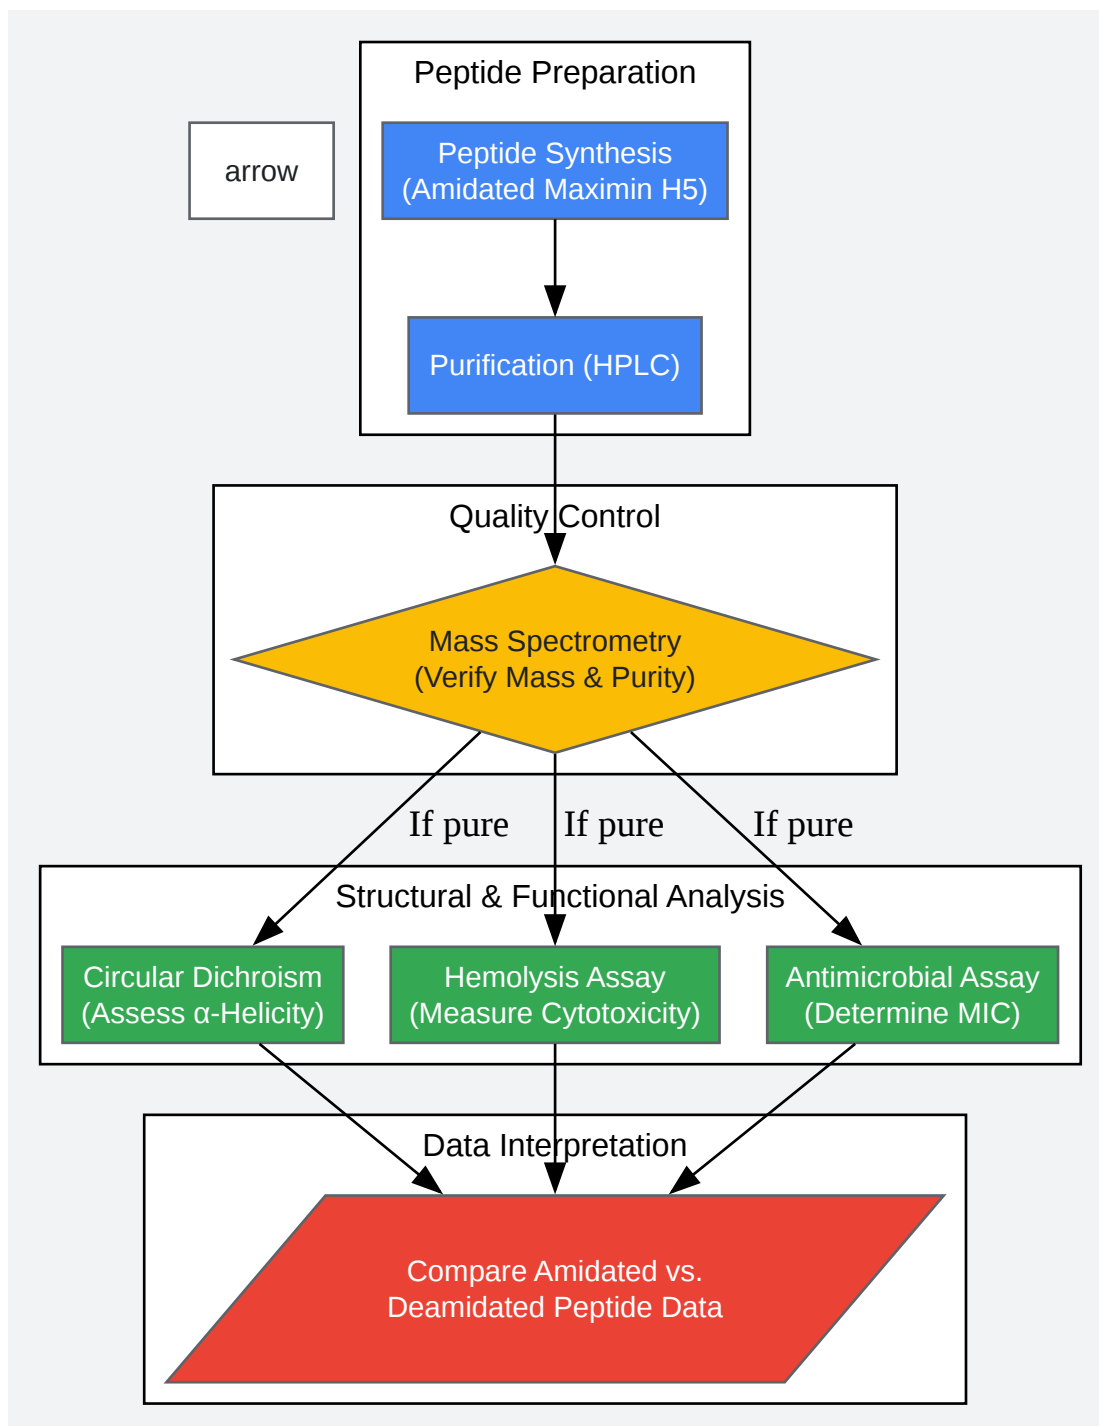 Peptide Preparation
arrow
Peptide Synthesis
(Amidated Maximin H5)
Purification (HPLC)
Quality Control
Mass Spectrometry
(Verify Mass & Purity)
If pure
If pure
If pure
Structural & Functional Analysis
Circular Dichroism
(Assess α-Helicity)
Hemolysis Assay
(Measure Cytotoxicity)
Antimicrobial Assay
(Determine MIC)
Data Interpretation
Compare Amidated vs.
Deamidated Peptide Data